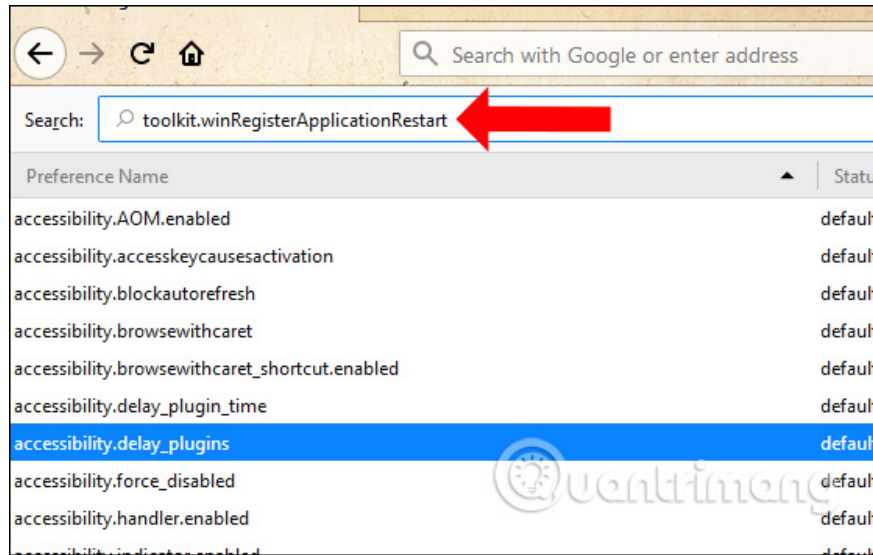 Search with Google or enter address
Search: toolkit.winRegisterApplicationRestart
Preference Name Statu
accessibility.AOM.enabled defaul
accessibility.accesskeycausesactivation defaul
accessibility.blockautorefresh defaul
accessibility.browsewithcaret defaul
accessibility.browsewithcaret_shortcut.enabled defaul
accessibility.delay_plugin_time defaul
accessibility.delay_plugins defaul
accessibility.force_disabled defaul
Quantrimang
accessibility.handler.enabled defaul